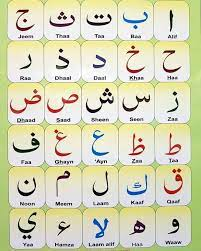 ا ب ت ث ج
Jeem Thaa Taa Baa Alif
ح خ د ذ ر
Raa Dhaal Daal Khaa Haa
ز س ش ص ض
Dhaad Saad Sheen Seen Zaa
ط ظ ع غ ف
Faa Ghayn 'Ayn Zaa Taa
ق ك ل م ن
Noon Meem Laam Kaaf Qaaf
و ه لا ء ي
Yaa Hamza Laam Alif Haa Waaw